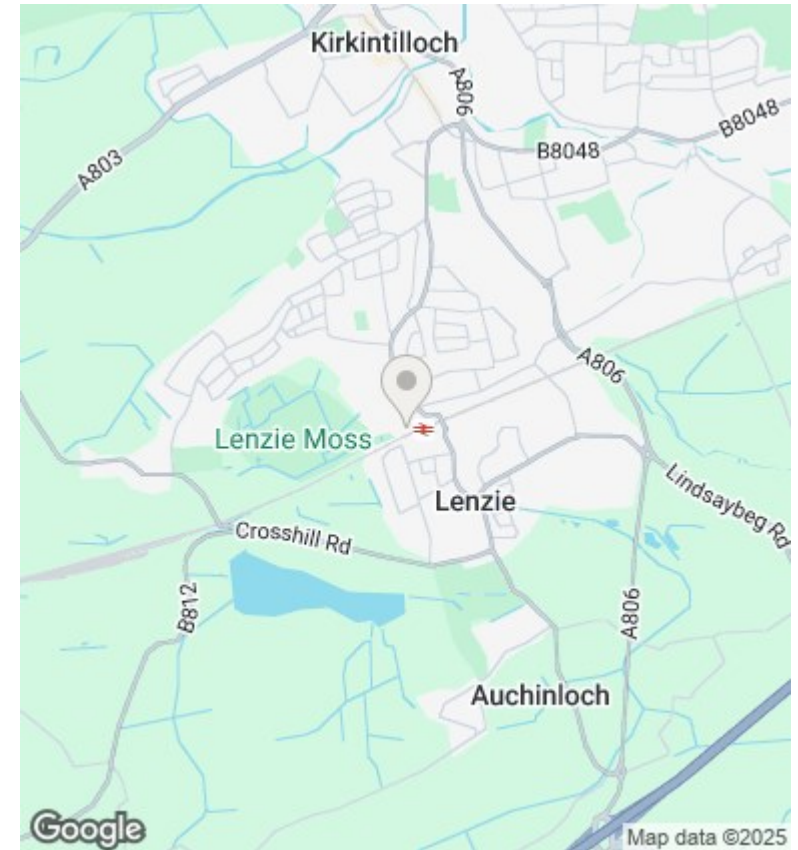 Kirkintilloch
A806
A803
B8048
B8048
A806
Lenzie Moss
Lenzie
Lindsaybeg Rd
Crosshill Rd
B812
A806
Auchinloch
Google
Map data ©2025